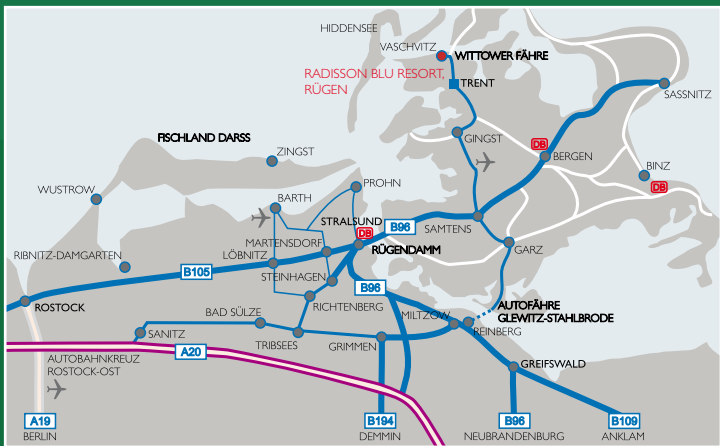 HIDDENSEE
VASCHVITZ
WITTOWER FÄHRE
RADISSON BLU RESORT,
RÜGEN
TRENT
SASSNITZ
GINGST
FISCHLAND DARSS
DB
BERGEN
ZINGST
BINZ
DB
WUSTROW
PROHN
BARTH
STRALSUND
DB
B96
SAMTENS
MARTENSDORF
RÜGENDAMM
GARZ
RIBNITZ-DAMGARTEN
LÖBNITZ
B105
STEINHAGEN
B96
ROSTOCK
RICHTENBERG
AUTOFÄHRE
GLEWITZ-STAHLBRODE
BAD SÜLZE
MILTZOW
REINBERG
SANITZ
TRIBSEES
GRIMMEN
A20
AUTOBAHNKREUZ
ROSTOCK-OST
GREIFSWALD
A19
B194
B96
B109
BERLIN
DEMMIN
NEUBRANDENBURG
ANKLAM